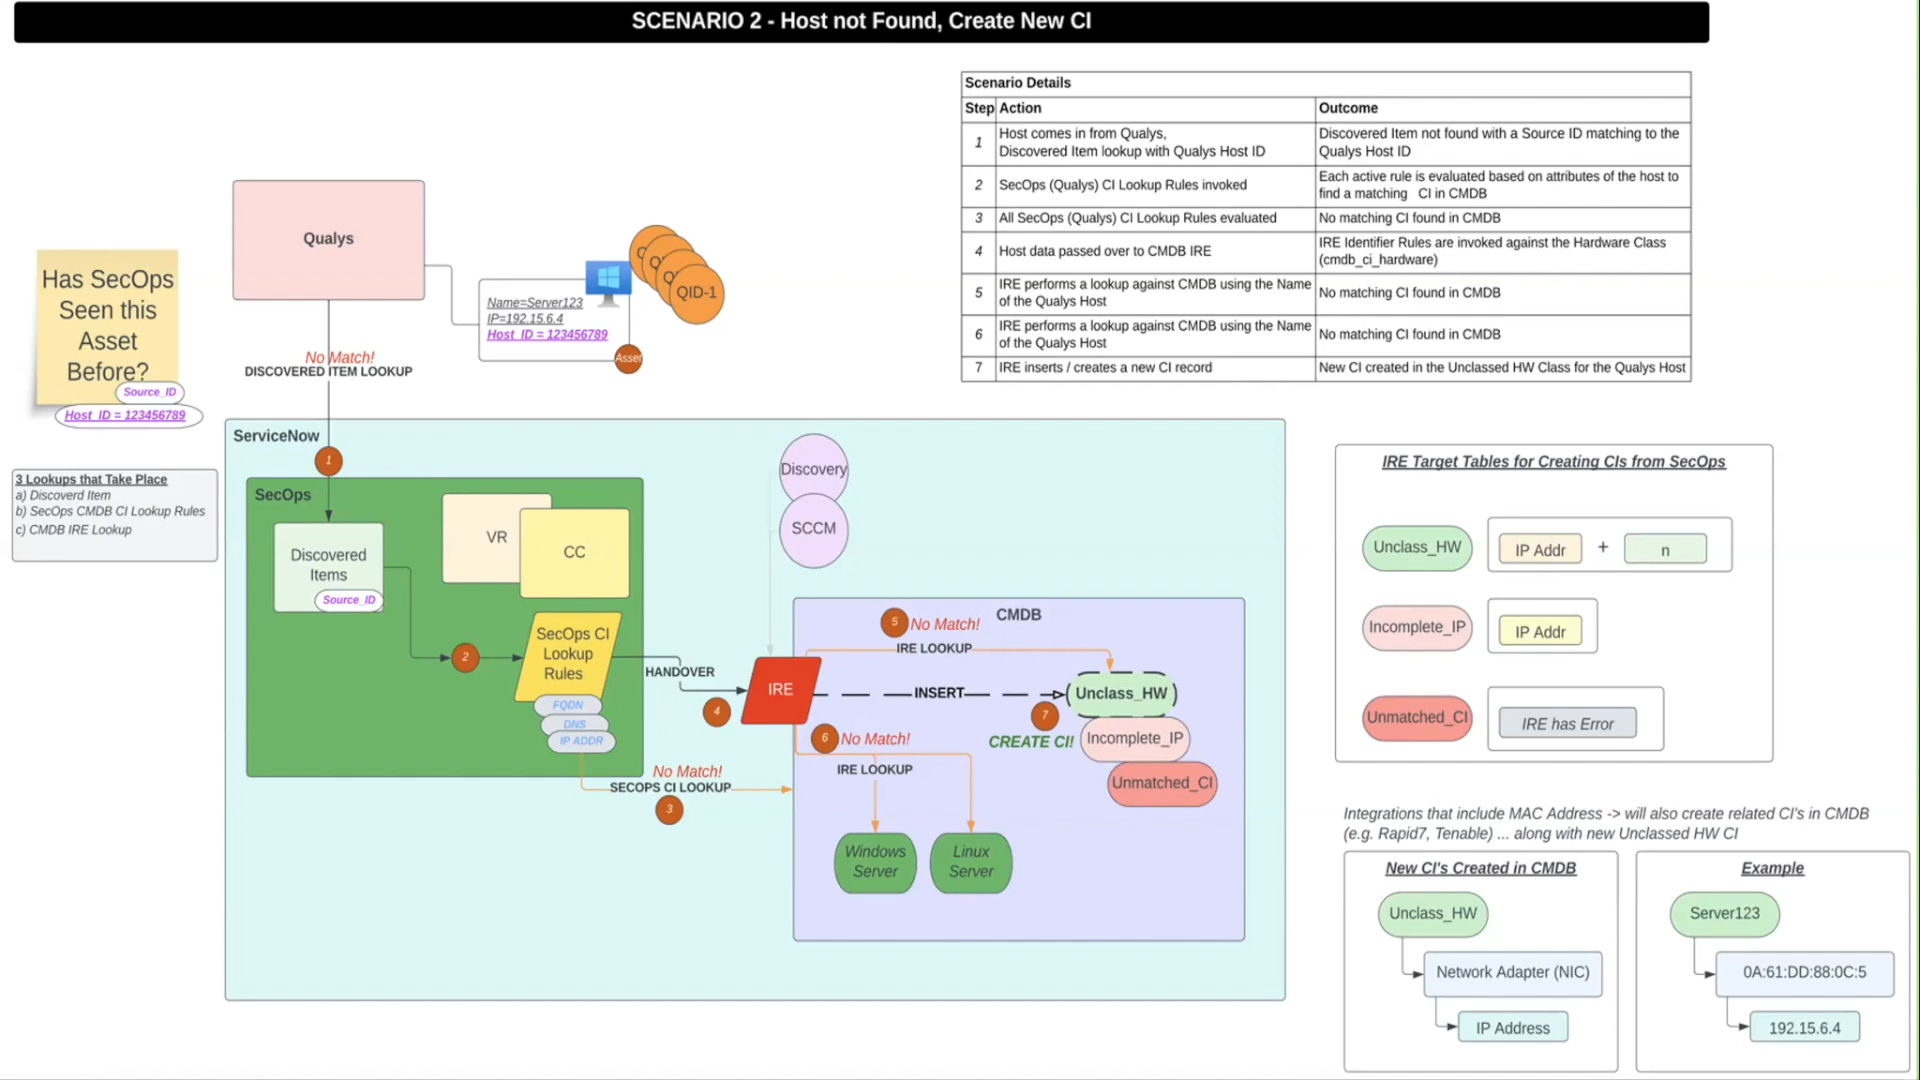 SCENARIO 2 - Host not Found, Create New CI
Scenario Details
Step Action Outcome
1 Host comes in from Qualys,
Discovered Item lookup with Qualys Host ID
Discovered Item not found with a Source ID matching to the
Qualys Host ID
2 SecOps (Qualys) CI Lookup Rules invoked
Each active rule is evaluated based on attributes of the host to
find a matching CI in CMDB
3 All SecOps (Qualys) CI Lookup Rules evaluated No matching CI found in CMDB
4 Host data passed over to CMDB IRE
IRE Identifier Rules are invoked against the Hardware Class
(cmdb_ci_hardware)
5 IRE performs a lookup against CMDB using the Name
of the Qualys Host
No matching CI found in CMDB
6 IRE performs a lookup against CMDB using the Name
of the Qualys Host
No matching CI found in CMDB
7 IRE inserts / creates a new CI record New CI created in the Unclassed HW Class for the Qualys Host
Qualys
Has SecOps
Seen this
Asset
Before?
Source_ID
Host_ID = 123456789
Name=Server123
IP=192.15.6.4
Host_ID = 123456789
Asset
QID-1
No Match!
DISCOVERED ITEM LOOKUP
3 Lookups that Take Place
a) Discoverd Item
b) SecOps CMDB CI Lookup Rules
c) CMDB IRE Lookup
ServiceNow
1
SecOps
Discovered
Items
Source_ID
VR
CC
2
SecOps CI
Lookup
Rules
FQDN
DNS
IP ADDR
HANDOVER
4
No Match!
SECOPS CI LOOKUP
3
Discovery
SCCM
IRE
CMDB
5
No Match!
IRE LOOKUP
INSERT
7
CREATE CI!
Unclass_HW
Incomplete_IP
Unmatched_CI
6
No Match!
IRE LOOKUP
Windows
Server
Linux
Server
IRE Target Tables for Creating CIs from SecOps
Unclass_HW IP Addr + n
Incomplete_IP IP Addr
Unmatched_CI IRE has Error
Integrations that include MAC Address -> will also create related CI's in CMDB
(e.g. Rapid7, Tenable) ... along with new Unclassed HW CI
New CI's Created in CMDB
Unclass_HW
Network Adapter (NIC)
IP Address
Example
Server123
0A:61:DD:88:0C:5
192.15.6.4